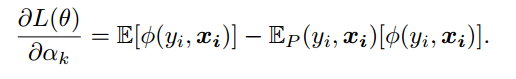 ∂L(θ)/∂α_k = 𝔼[ϕ(y_i, x_i)] − 𝔼_P(y_i, x_i)[ϕ(y_i, x_i)].